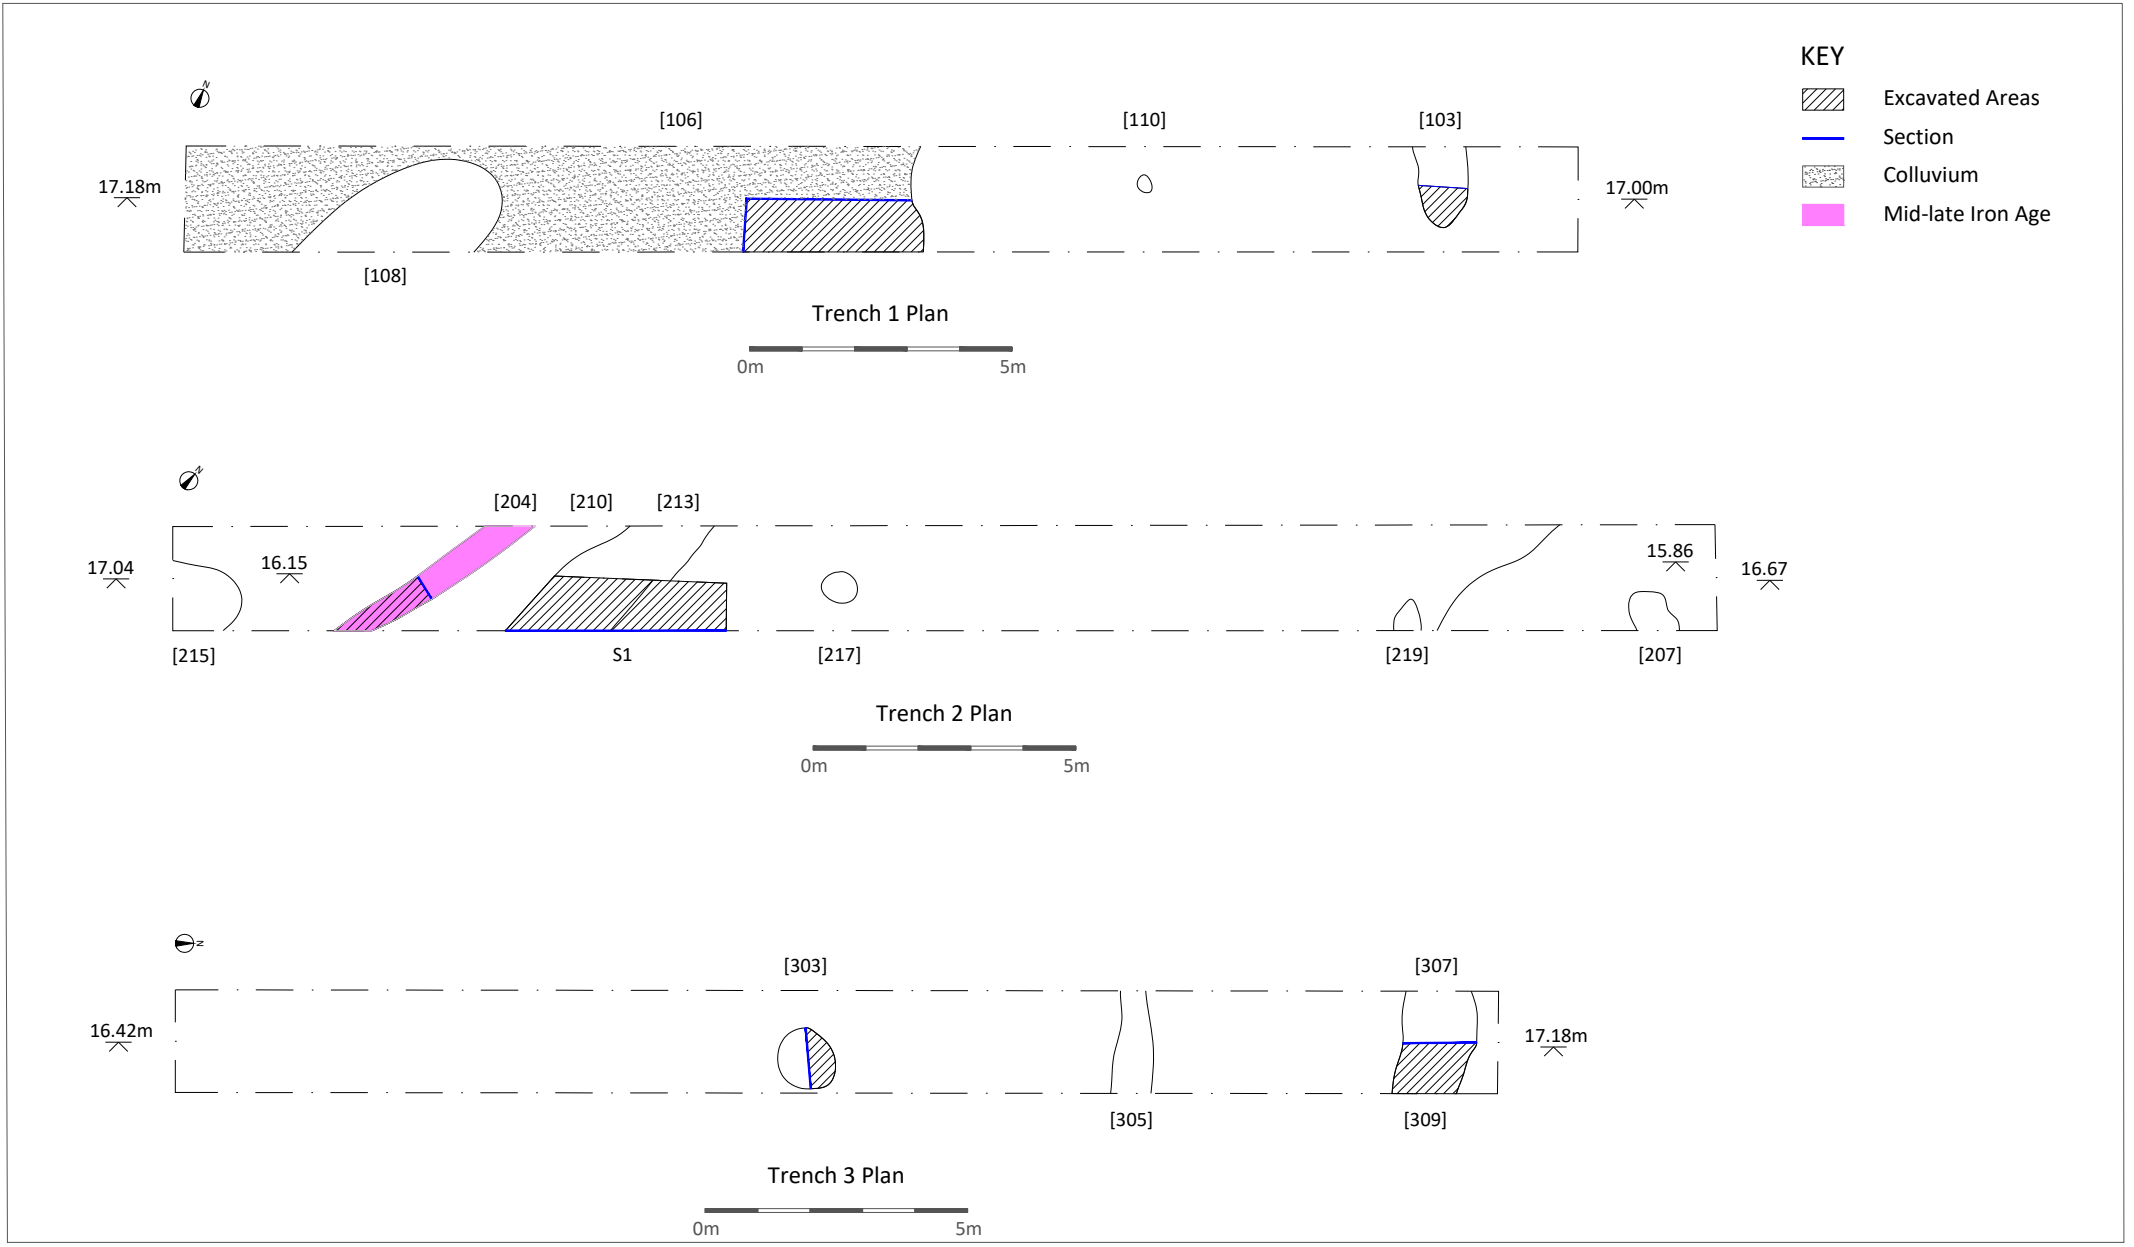 KEY
Excavated Areas
Section
Colluvium
Mid-late Iron Age
N
[106] [110] [103]
17.18m 17.00m
[108]
Trench 1 Plan
0m 5m
N
[204] [210] [213]
17.04 16.15 15.86 16.67
[215] S1 [217] [219] [207]
Trench 2 Plan
0m 5m
N
[303] [307]
16.42m 17.18m
[305] [309]
Trench 3 Plan
0m 5m